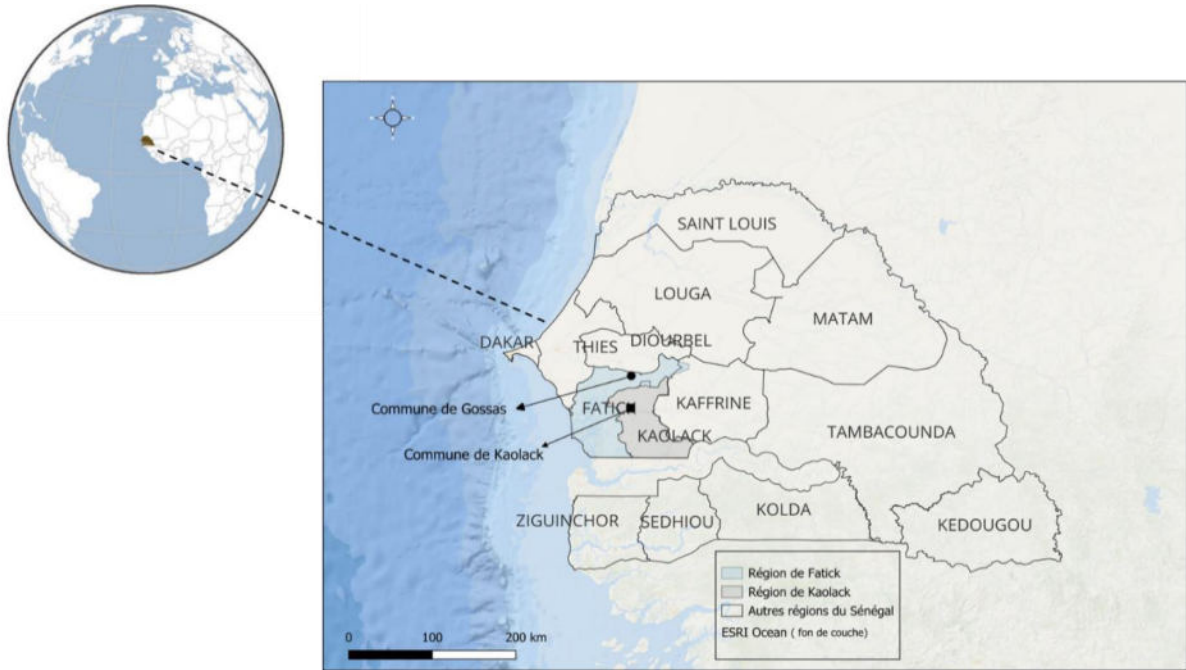 SAINT LOUIS
LOUGA
MATAM
DAKAR
THIES
DIOURBEL
Commune de Gossas
FATICK
KAFFRINE
Commune de Kaolack
KAOLACK
TAMBACOUNDA
ZIGUINCHOR
SEDHIOU
KOLDA
KEDOUGOU
Région de Fatick
Région de Kaolack
Autres régions du Sénégal
ESRI Ocean ( fon de couche)
0 100 200 km